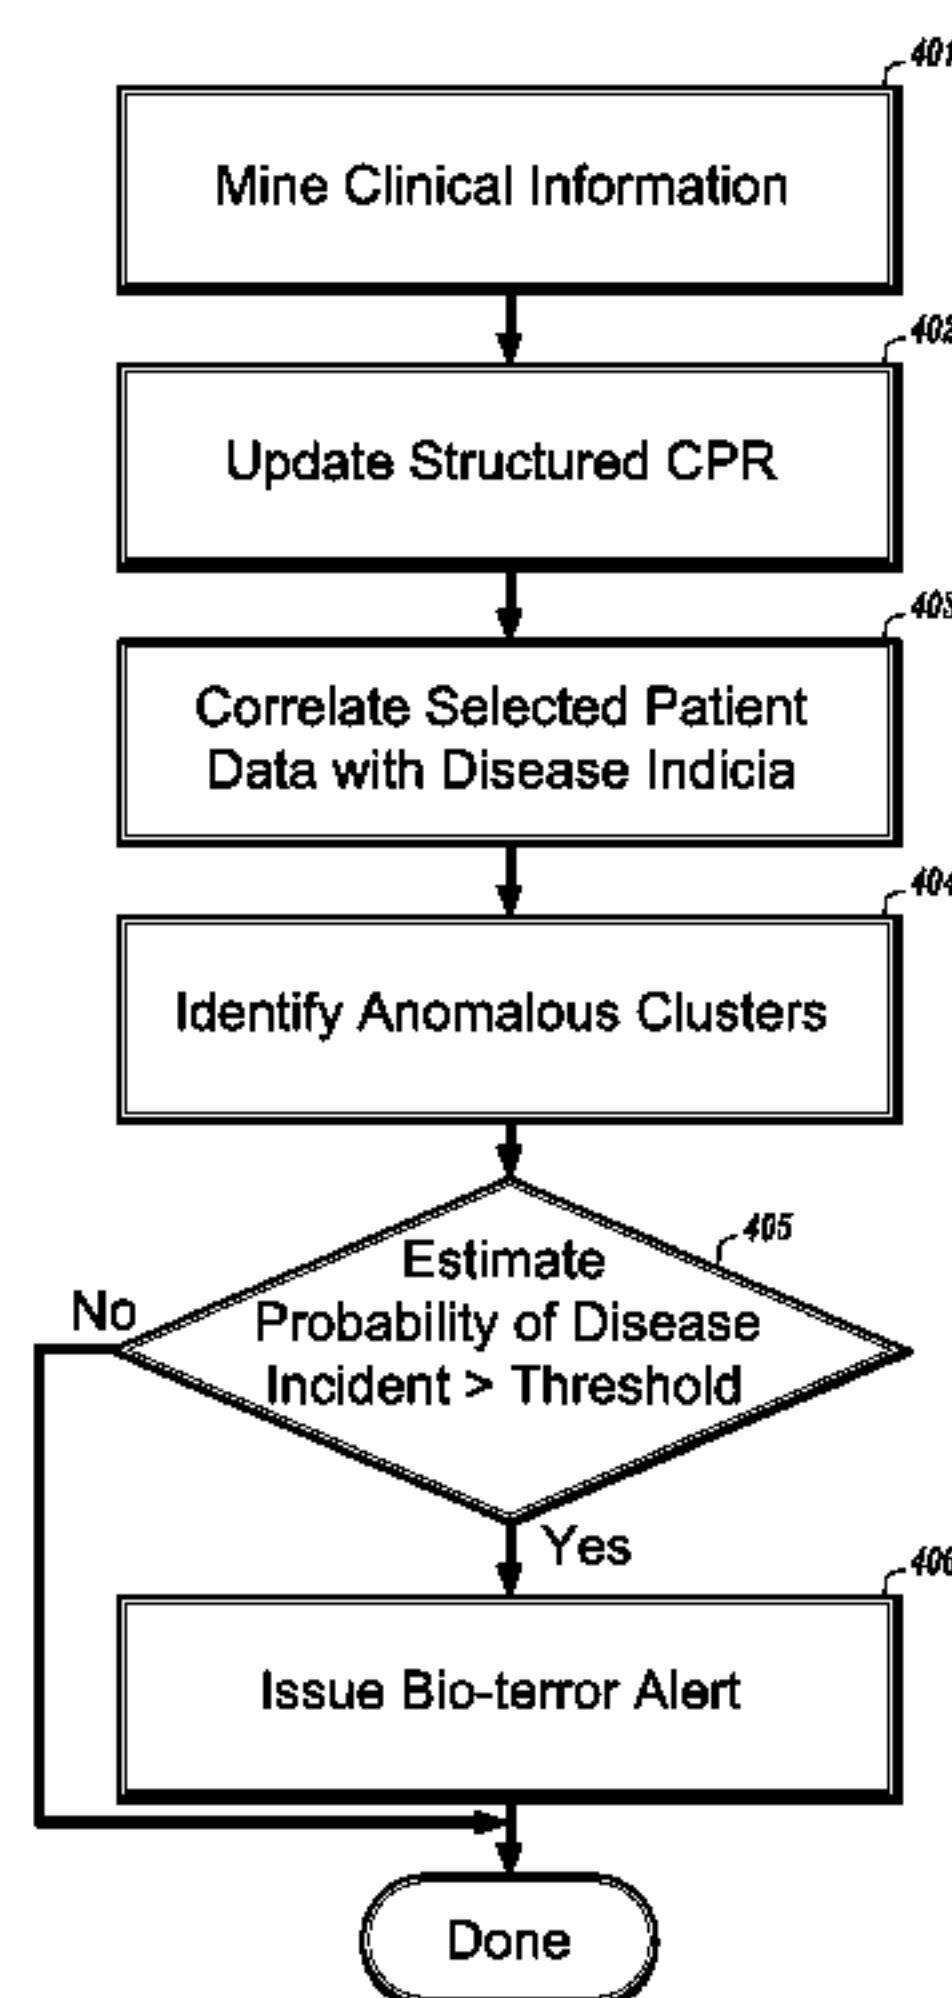 401
Mine Clinical Information
402
Update Structured CPR
403
Correlate Selected Patient
Data with Disease Indicia
404
Identify Anomalous Clusters
405
Estimate
Probability of Disease
Incident > Threshold
No
Yes
406
Issue Bio-terror Alert
Done